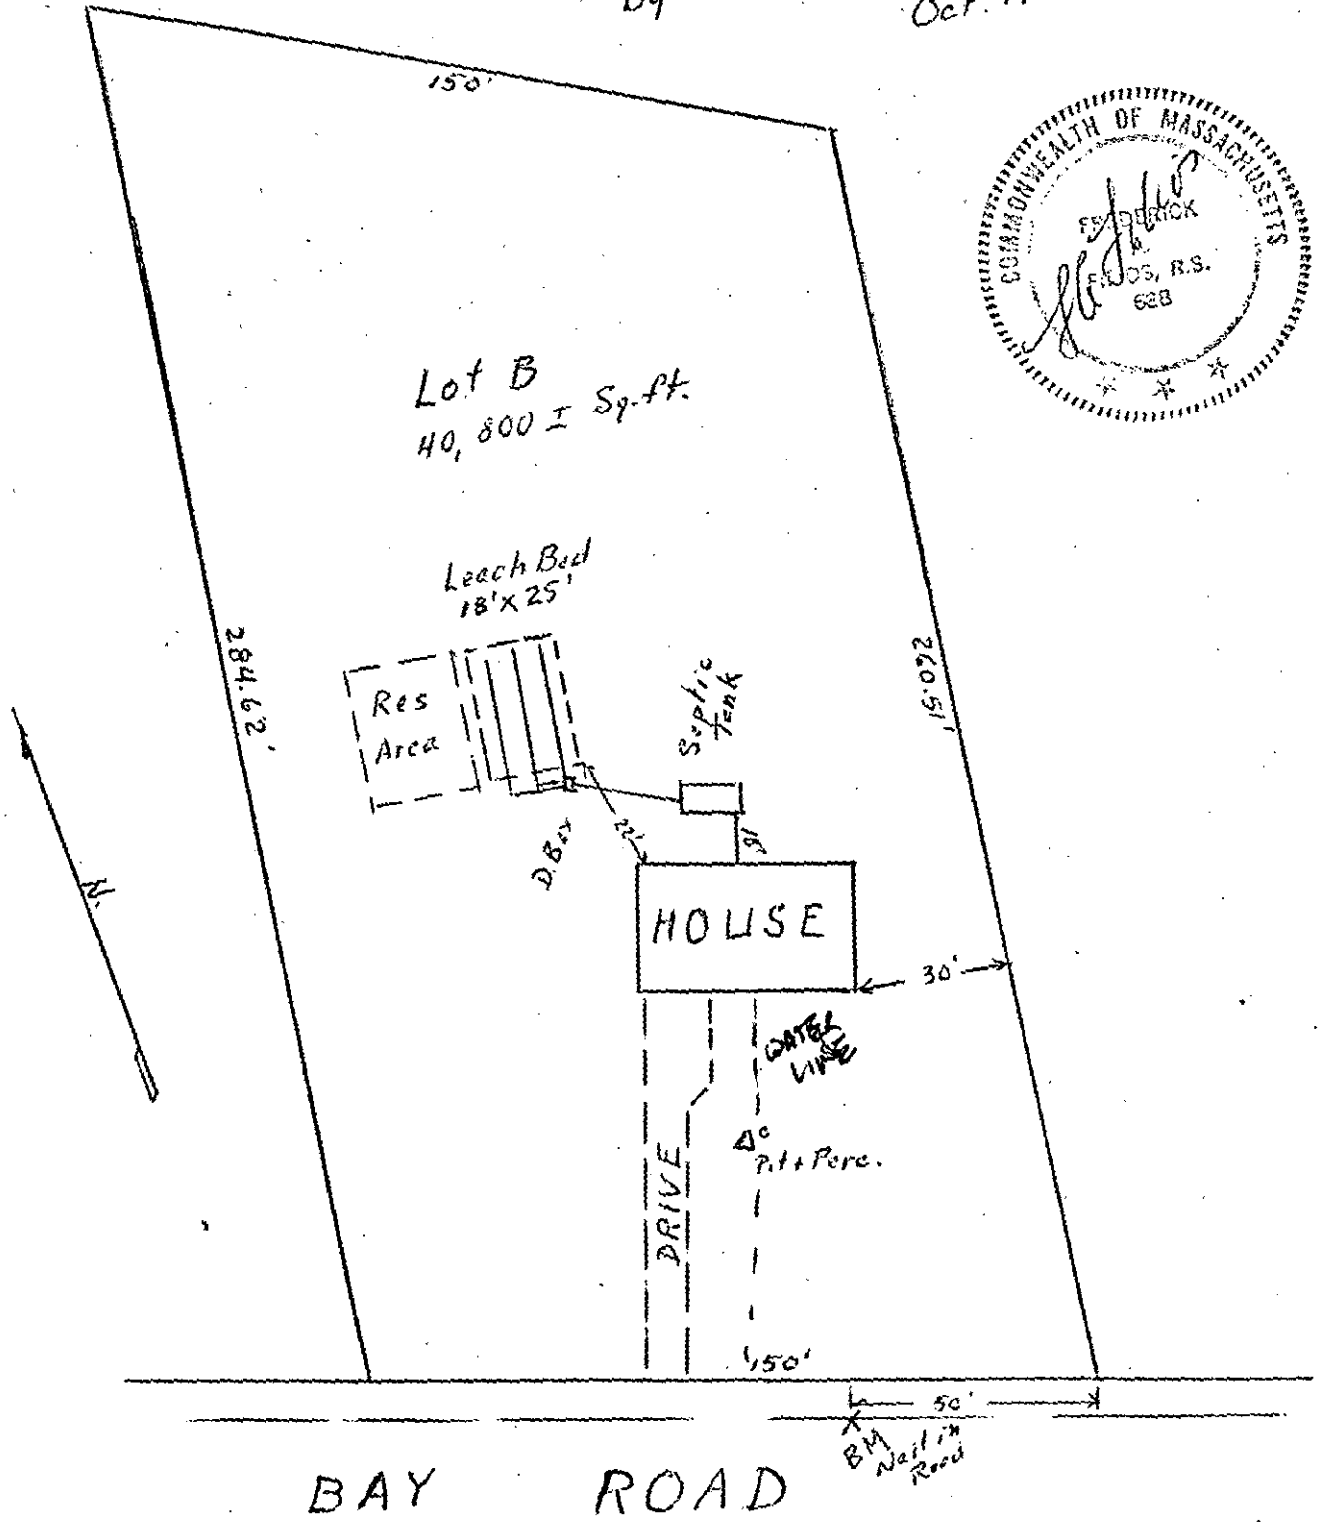 by
Oct.
150'
COMMONWEALTH OF MASSACHUSETTS
FREDERICK
R.S.
628
Lot B
40,800 ± Sq.ft.
Leach Bed
18'x 25'
284.62'
260.51'
Res
Area
Septic
Tank
D.Box
22'
HOUSE
30'
N.
WATER
LINE
Pit + Perc.
DRIVE
150'
50'
BM
Nail in
Road
BAY ROAD